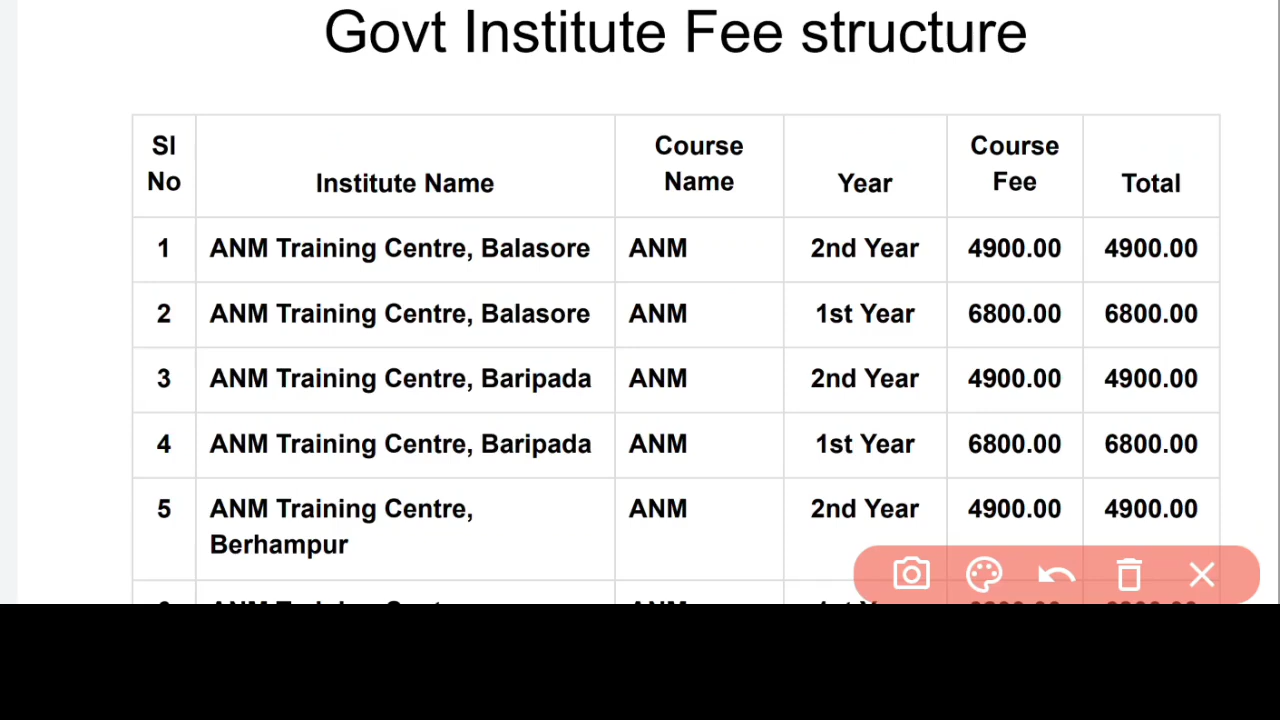 Govt Institute Fee structure
Sl No Institute Name Course Name Year Course Fee Total
1 ANM Training Centre, Balasore ANM 2nd Year 4900.00 4900.00
2 ANM Training Centre, Balasore ANM 1st Year 6800.00 6800.00
3 ANM Training Centre, Baripada ANM 2nd Year 4900.00 4900.00
4 ANM Training Centre, Baripada ANM 1st Year 6800.00 6800.00
5 ANM Training Centre, ANM 2nd Year 4900.00 4900.00
Berhampur